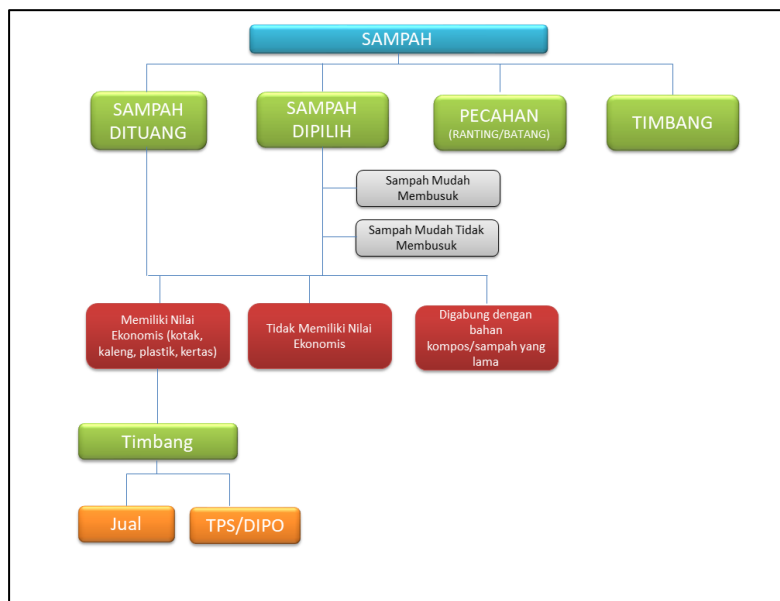 SAMPAH
SAMPAH
DITUANG
SAMPAH
DIPILIH
PECAHAN
(RANTING/BATANG)
TIMBANG
Sampah Mudah
Membusuk
Sampah Mudah Tidak
Membusuk
Memiliki Nilai
Ekonomis (kotak,
kaleng, plastik, kertas)
Tidak Memiliki Nilai
Ekonomis
Digabung dengan
bahan
kompos/sampah yang
lama
Timbang
Jual
TPS/DIPO